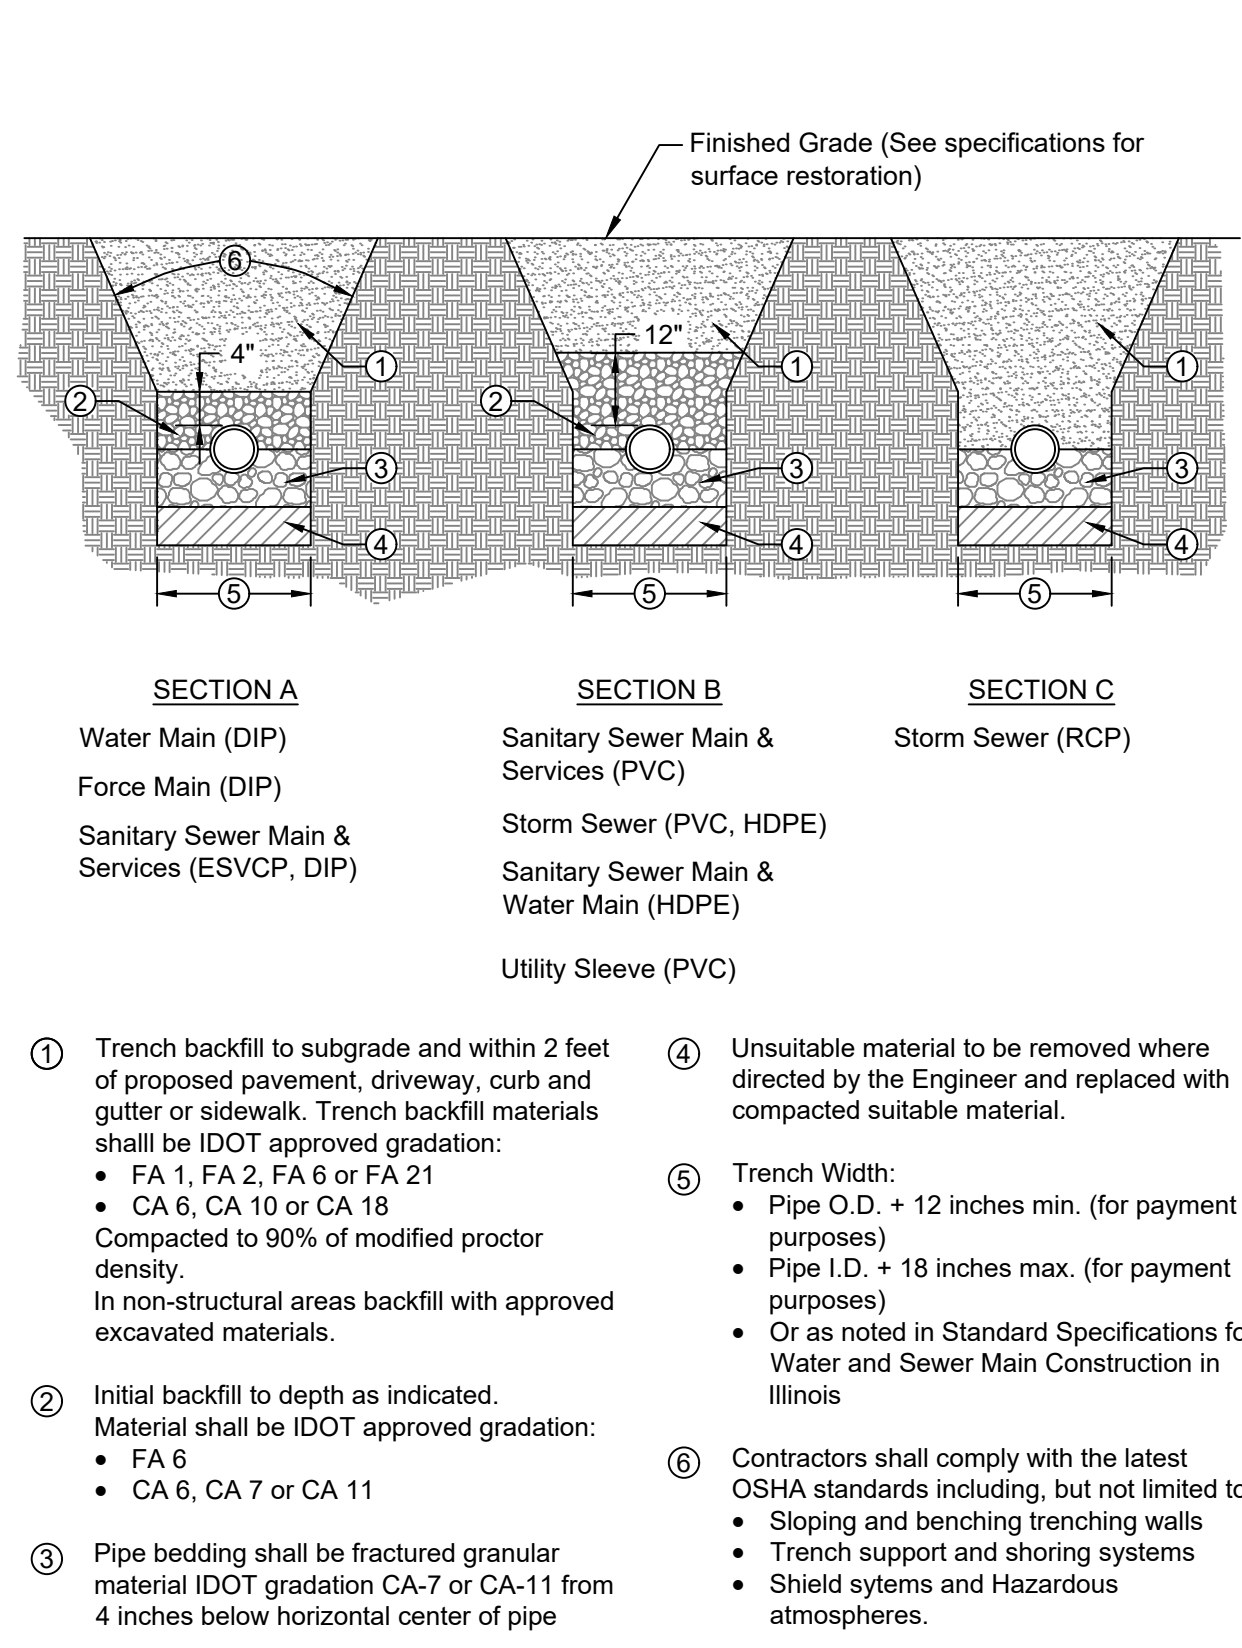 Finished Grade (See specifications for
surface restoration)
6
4"
1
2
3
4
5
12"
1
2
3
4
5
1
3
4
5
SECTION A
Water Main (DIP)
Force Main (DIP)
Sanitary Sewer Main &
Services (ESVCP, DIP)
SECTION B
Sanitary Sewer Main &
Services (PVC)
Storm Sewer (PVC, HDPE)
Sanitary Sewer Main &
Water Main (HDPE)
Utility Sleeve (PVC)
SECTION C
Storm Sewer (RCP)
1 Trench backfill to subgrade and within 2 feet
of proposed pavement, driveway, curb and
gutter or sidewalk. Trench backfill materials
shalll be IDOT approved gradation:
• FA 1, FA 2, FA 6 or FA 21
• CA 6, CA 10 or CA 18
Compacted to 90% of modified proctor
density.
In non-structural areas backfill with approved
excavated materials.
2 Initial backfill to depth as indicated.
Material shall be IDOT approved gradation:
• FA 6
• CA 6, CA 7 or CA 11
3 Pipe bedding shall be fractured granular
material IDOT gradation CA-7 or CA-11 from
4 inches below horizontal center of pipe
4 Unsuitable material to be removed where
directed by the Engineer and replaced with
compacted suitable material.
5 Trench Width:
• Pipe O.D. + 12 inches min. (for payment
purposes)
• Pipe I.D. + 18 inches max. (for payment
purposes)
• Or as noted in Standard Specifications fo
Water and Sewer Main Construction in
Illinois
6 Contractors shall comply with the latest
OSHA standards including, but not limited to
• Sloping and benching trenching walls
• Trench support and shoring systems
• Shield sytems and Hazardous
atmospheres.